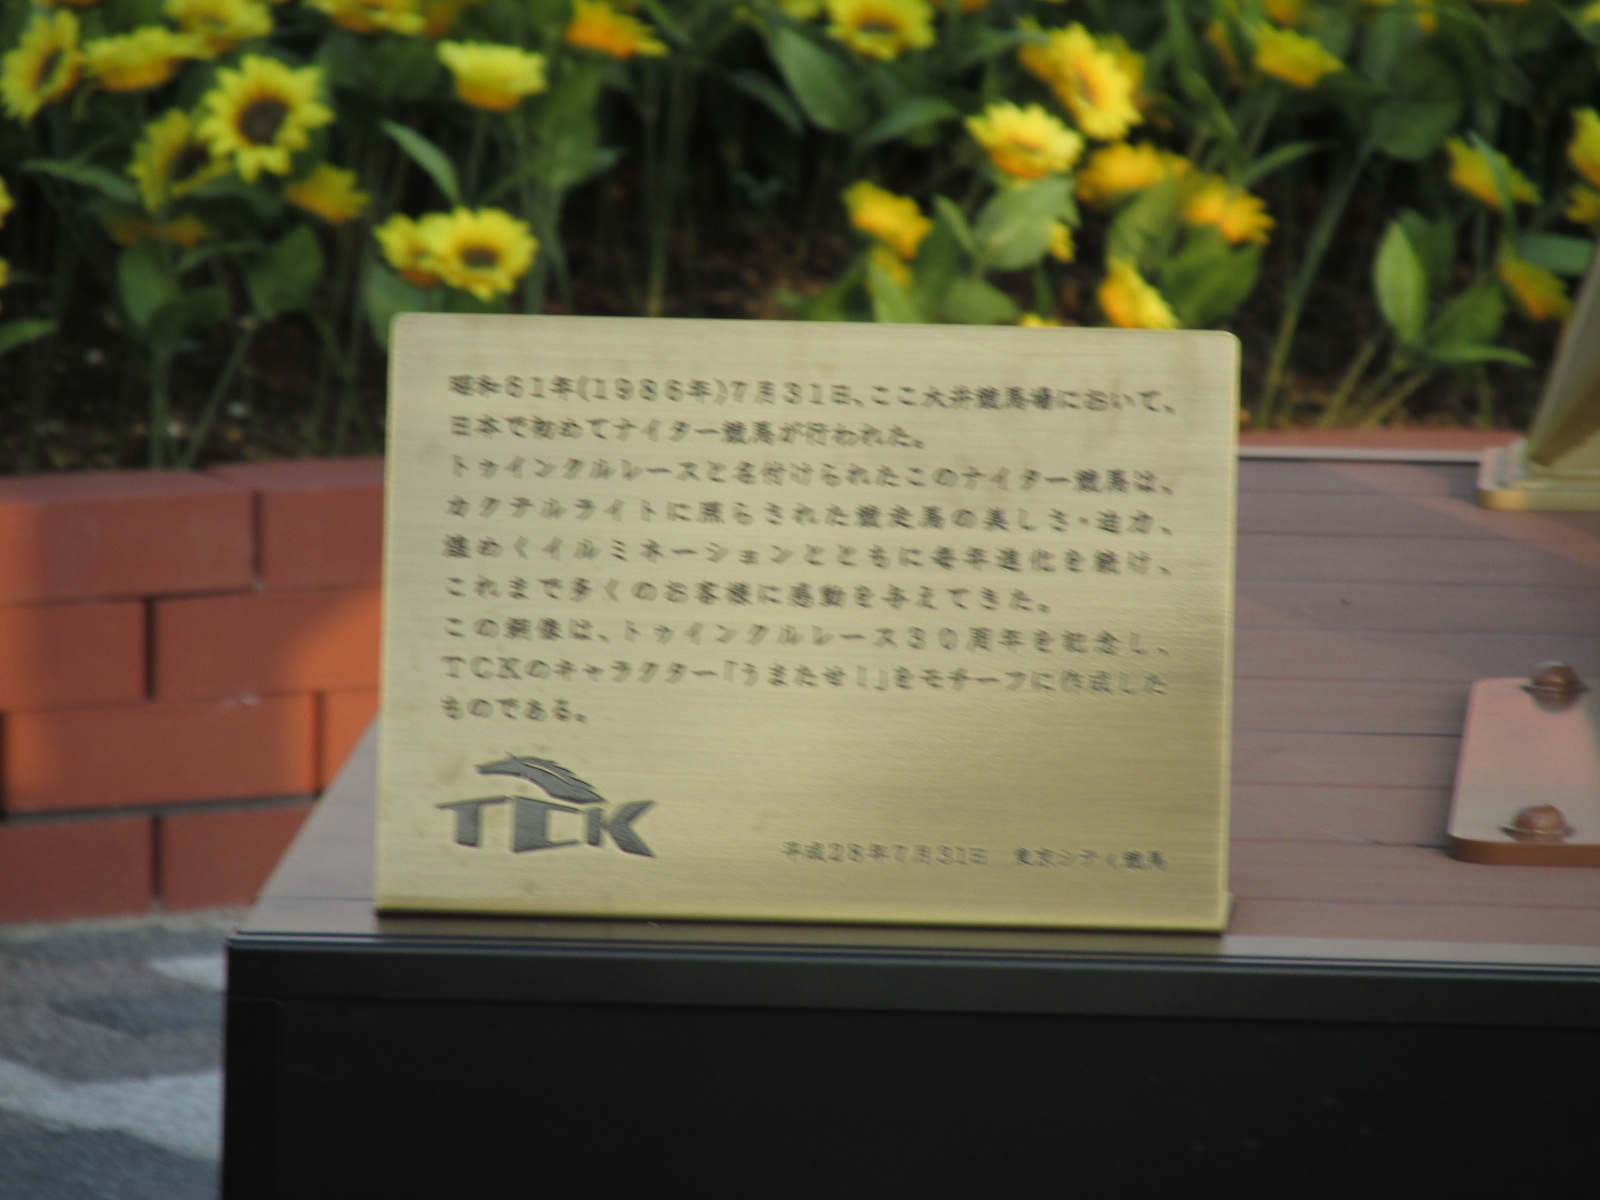 昭和61年(1986年)7月31日、ここ大井競馬場において、
日本で初めてナイター競馬が行われた。
トゥインクルレースと名付けられたこのナイター競馬は、
カクテルライトに照らされた競走馬の美しさ・迫力、
煌めくイルミネーションとともに毎年進化を続け、
これまで多くのお客様に感動を与えてきた。
この銅像は、トゥインクルレース30周年を記念し、
TCKのキャラクター「うまたせ!」をモチーフに作成した
ものである。
TCK
平成28年7月31日 東京シティ競馬